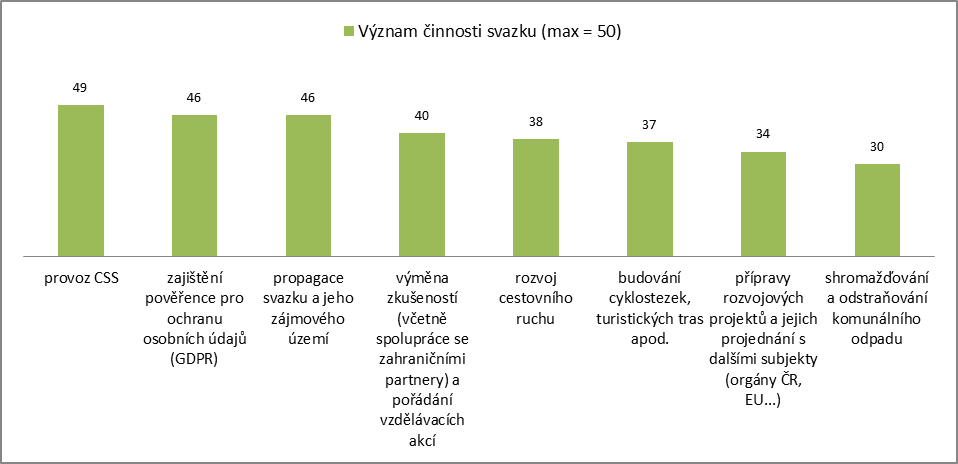 Význam činnosti svazku (max = 50)
49
46
46
40
38
37
34
30
provoz CSS
zajištění
pověřence pro
ochranu
osobních údajů
(GDPR)
propagace
svazku a jeho
zájmového
území
výměna
zkušeností
(včetně
spolupráce se
zahraničními
partnery) a
pořádání
vzdělávacích
akcí
rozvoj
cestovního
ruchu
budování
cyklostezek,
turistických tras
apod.
přípravy
rozvojových
projektů a jejich
projednání s
dalšími subjekty
(orgány ČR,
EU...)
shromažďování
a odstraňování
komunálního
odpadu